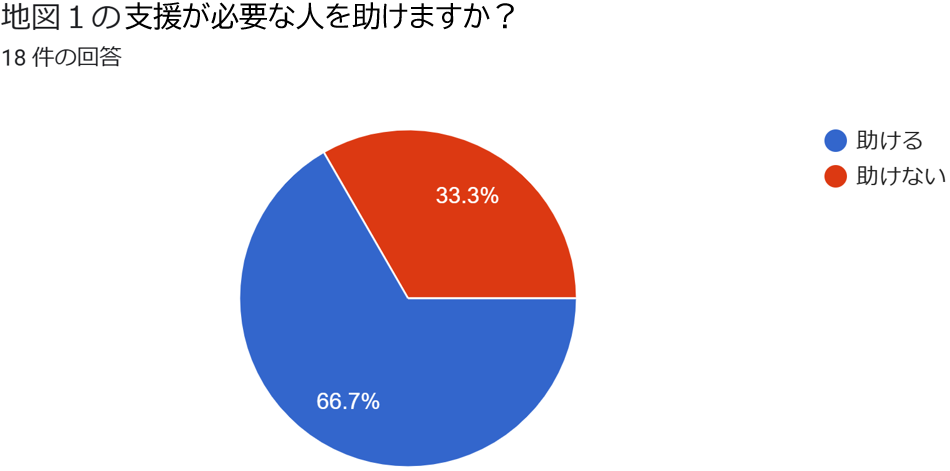 地図１の支援が必要な人を助けますか？
18 件の回答
助ける
助けない
33.3%
66.7%